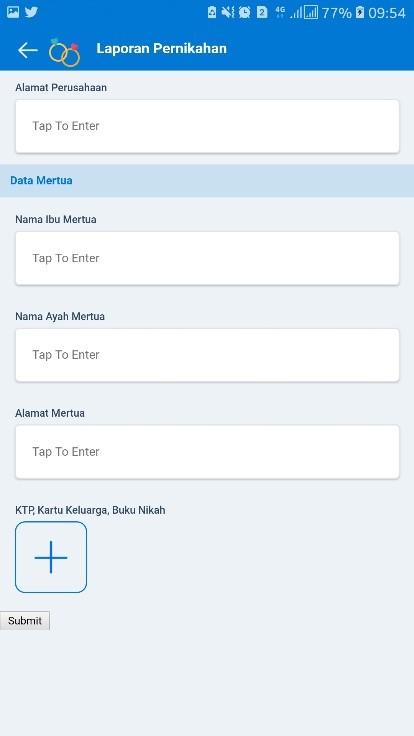 2 4G 77% 09:54
Laporan Pernikahan
Alamat Perusahaan
Tap To Enter
Data Mertua
Nama Ibu Mertua
Tap To Enter
Nama Ayah Mertua
Tap To Enter
Alamat Mertua
Tap To Enter
KTP, Kartu Keluarga, Buku Nikah
Submit